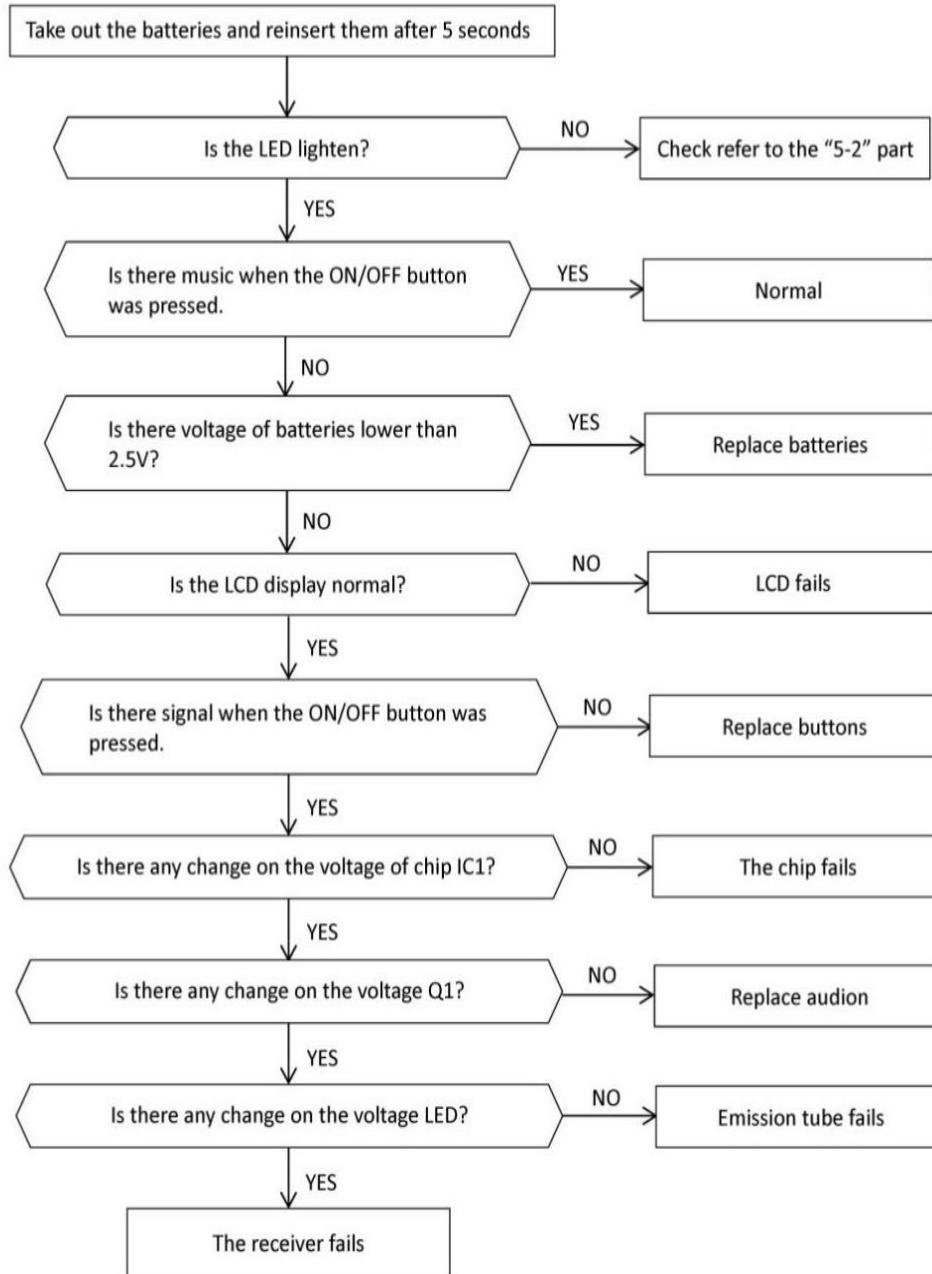 Take out the batteries and reinsert them after 5 seconds
Is the LED lighten?
NO
Check refer to the “5-2” part
YES
Is there music when the ON/OFF button
was pressed.
YES
Normal
NO
Is there voltage of batteries lower than
2.5V?
YES
Replace batteries
NO
Is the LCD display normal?
NO
LCD fails
YES
Is there signal when the ON/OFF button was
pressed.
NO
Replace buttons
YES
Is there any change on the voltage of chip IC1?
NO
The chip fails
YES
Is there any change on the voltage Q1?
NO
Replace audion
YES
Is there any change on the voltage LED?
NO
Emission tube fails
YES
The receiver fails